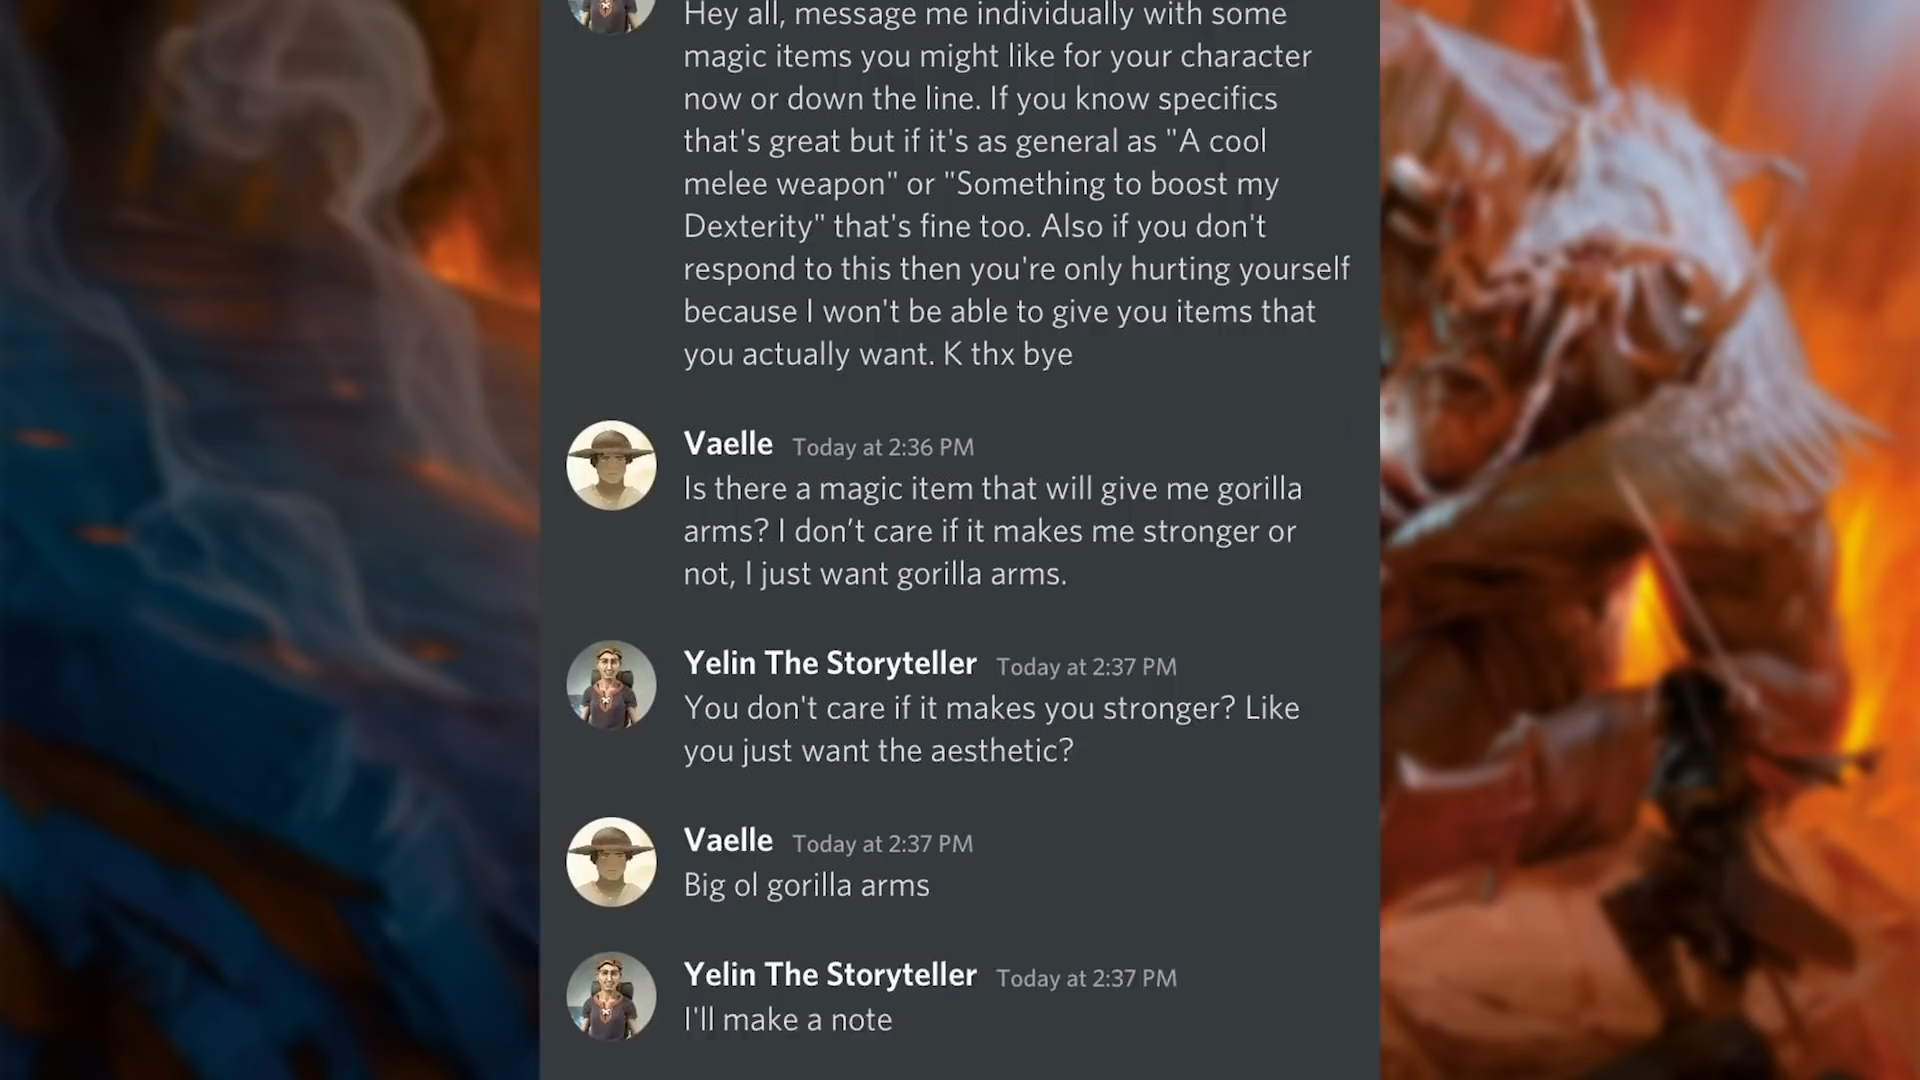 Hey all, message me individually with some
magic items you might like for your character
now or down the line. If you know specifics
that's great but if it's as general as "A cool
melee weapon" or "Something to boost my
Dexterity" that's fine too. Also if you don't
respond to this then you're only hurting yourself
because I won't be able to give you items that
you actually want. K thx bye
Vaelle Today at 2:36 PM
Is there a magic item that will give me gorilla
arms? I don’t care if it makes me stronger or
not, I just want gorilla arms.
Yelin The Storyteller Today at 2:37 PM
You don't care if it makes you stronger? Like
you just want the aesthetic?
Vaelle Today at 2:37 PM
Big ol gorilla arms
Yelin The Storyteller Today at 2:37 PM
I'll make a note